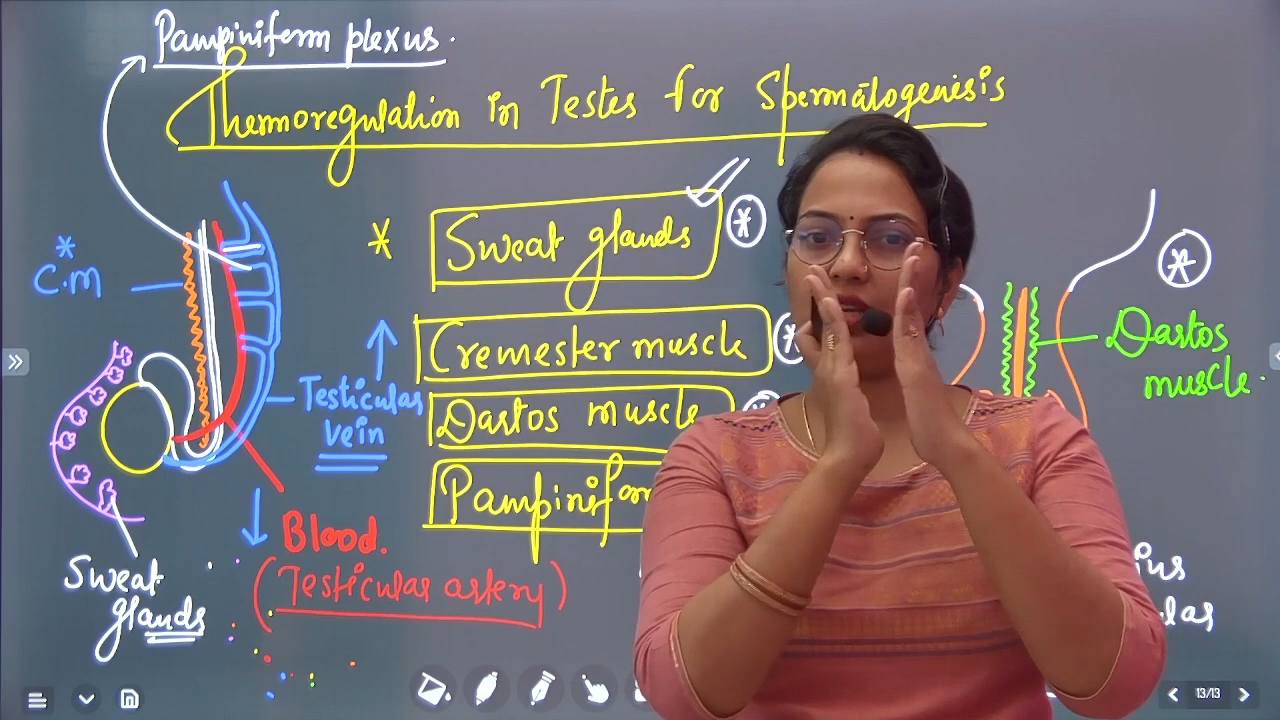 Pampiniform plexus.
Thermoregulation in Testes for Spermatogenesis
* Sweat glands *
* C.M
Cremester muscle *
Dartos muscle
Pampiniform
Testicular
vein
Dartos
muscle.
Sweat
glands
Blood.
(Testicular artery)
13/13